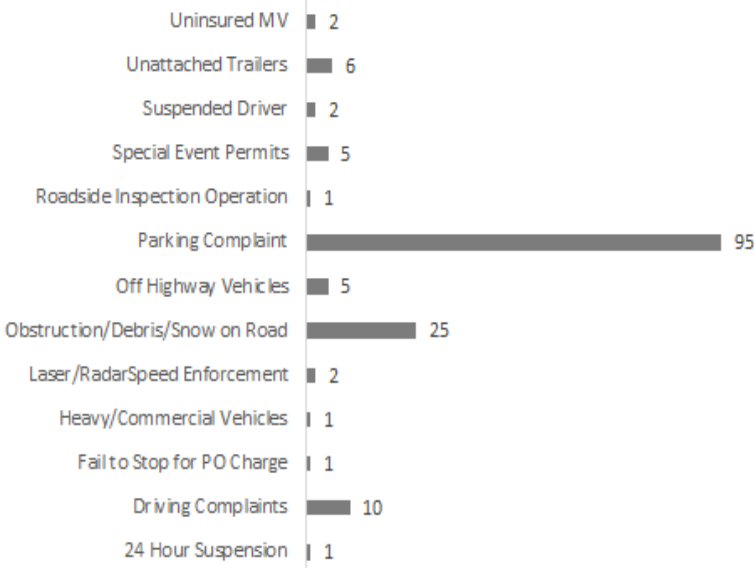 Uninsured MV 2
Unattached Trailers 6
Suspended Driver 2
Special Event Permits 5
Roadside Inspection Operation 1
Parking Complaint 95
Off Highway Vehicles 5
Obstruction/Debris/Snow on Road 25
Laser/RadarSpeed Enforcement 2
Heavy/Commercial Vehicles 1
Fail to Stop for PO Charge 1
Driving Complaints 10
24 Hour Suspension 1